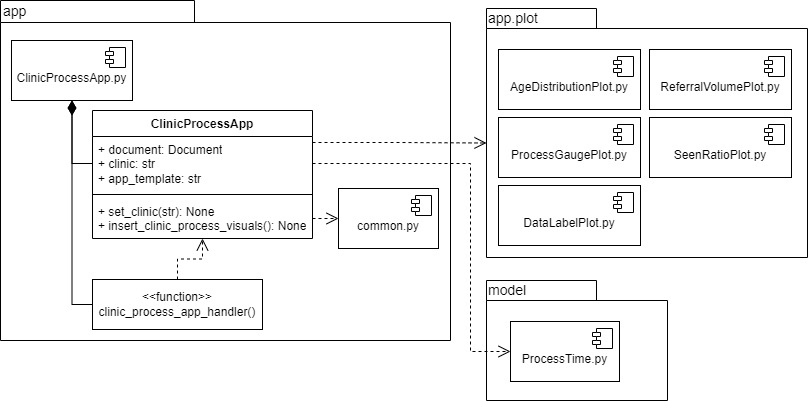 app
ClinicProcessApp.py
ClinicProcessApp
+ document: Document
+ clinic: str
+ app_template: str
+ set_clinic(str): None
+ insert_clinic_process_visuals(): None
common.py
<<function>>
clinic_process_app_handler()
app.plot
AgeDistributionPlot.py
ReferralVolumePlot.py
ProcessGaugePlot.py
SeenRatioPlot.py
DataLabelPlot.py
model
ProcessTime.py